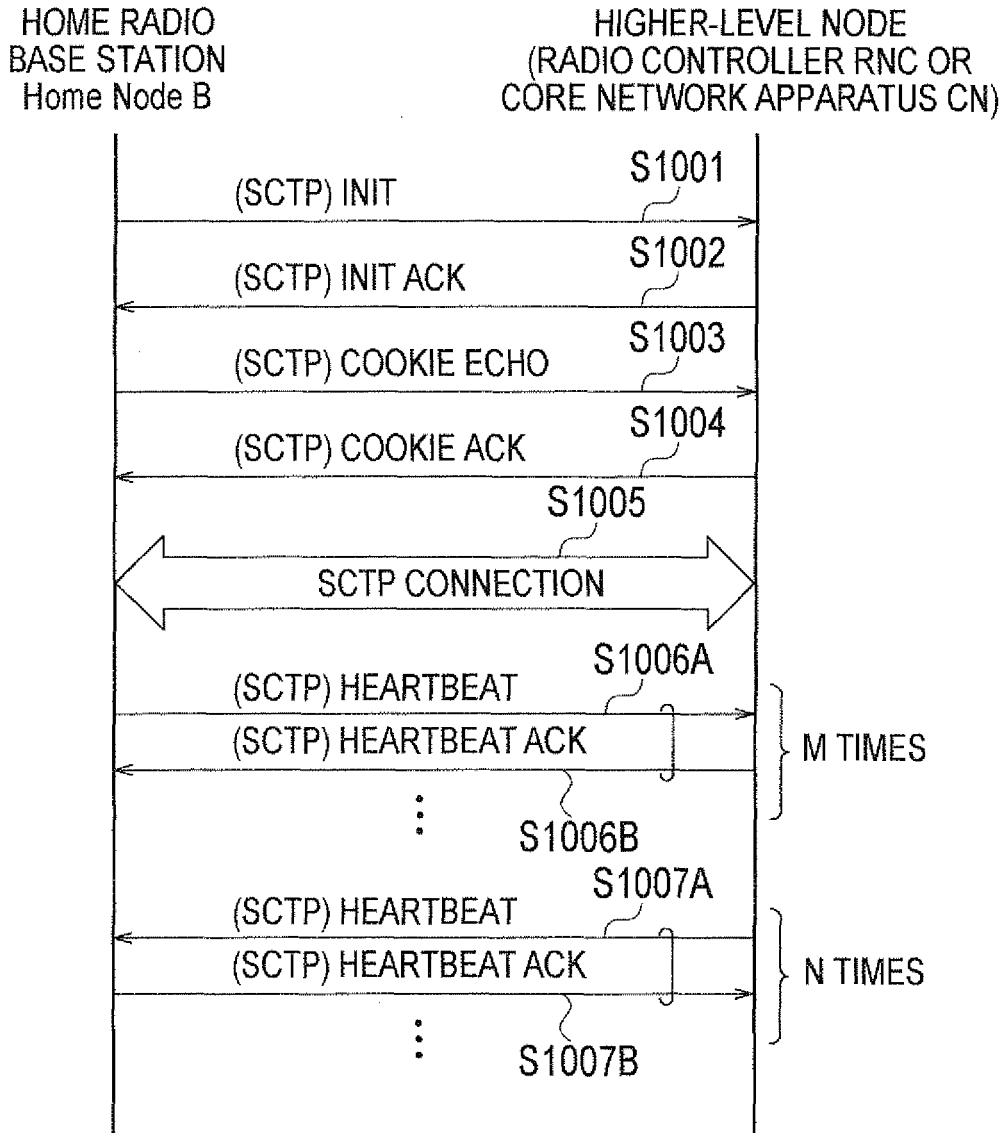 HOME RADIO
BASE STATION
Home Node B
HIGHER-LEVEL NODE
(RADIO CONTROLLER RNC OR
CORE NETWORK APPARATUS CN)
S1001
(SCTP) INIT
S1002
(SCTP) INIT ACK
S1003
(SCTP) COOKIE ECHO
S1004
(SCTP) COOKIE ACK
S1005
SCTP CONNECTION
S1006A
(SCTP) HEARTBEAT
(SCTP) HEARTBEAT ACK
M TIMES
S1006B
S1007A
(SCTP) HEARTBEAT
(SCTP) HEARTBEAT ACK
N TIMES
S1007B